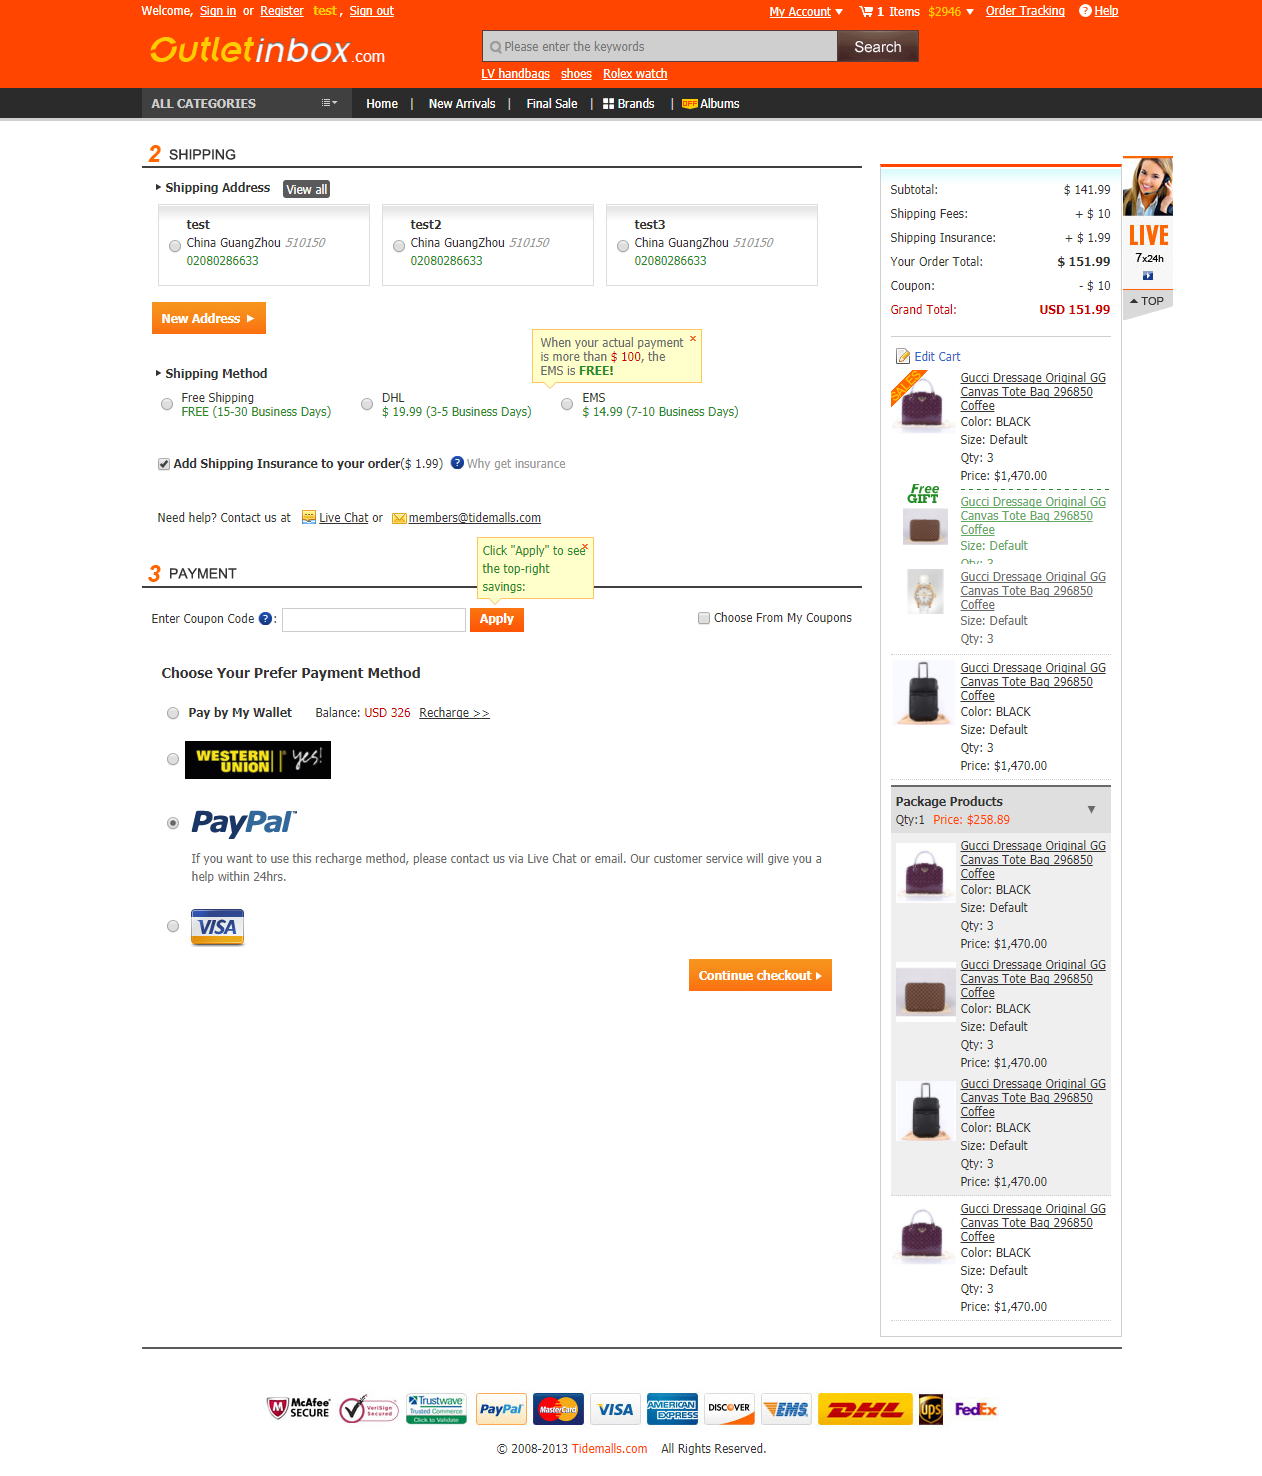 Welcome, Sign in or Register test , Sign out
My Account 1 Items $2946 Order Tracking ? Help
Outletinbox.com
Please enter the keywords Search
LV handbags shoes Rolex watch
ALL CATEGORIES Home | New Arrivals | Final Sale | Brands | OFF Albums
2 SHIPPING
Shipping Address View all
test
China GuangZhou 510150
02080286633
test2
China GuangZhou 510150
02080286633
test3
China GuangZhou 510150
02080286633
New Address
When your actual payment
is more than $ 100, the
EMS is FREE!
Shipping Method
Free Shipping
FREE (15-30 Business Days)
DHL
$ 19.99 (3-5 Business Days)
EMS
$ 14.99 (7-10 Business Days)
Add Shipping Insurance to your order($ 1.99) ? Why get insurance
Need help? Contact us at Live Chat or members@tidemalls.com
Click "Apply" to see
the top-right
savings:
3 PAYMENT
Enter Coupon Code ? : Apply Choose From My Coupons
Choose Your Prefer Payment Method
Pay by My Wallet Balance: USD 326 Recharge >>
WESTERN
UNION yes!
PayPal™
If you want to use this recharge method, please contact us via Live Chat or email. Our customer service will give you a
help within 24hrs.
VISA
Continue checkout
Subtotal: $ 141.99
Shipping Fees: + $ 10
Shipping Insurance: + $ 1.99
Your Order Total: $ 151.99
Coupon: - $ 10
Grand Total: USD 151.99
LIVE
7x24h
TOP
Edit Cart
SALES
Gucci Dressage Original GG
Canvas Tote Bag 296850
Coffee
Color: BLACK
Size: Default
Qty: 3
Price: $1,470.00
Free
GIFT
Gucci Dressage Original GG
Canvas Tote Bag 296850
Coffee
Size: Default
Qty: 3
Gucci Dressage Original GG
Canvas Tote Bag 296850
Coffee
Size: Default
Qty: 3
Gucci Dressage Original GG
Canvas Tote Bag 296850
Coffee
Color: BLACK
Size: Default
Qty: 3
Price: $1,470.00
Package Products
Qty:1 Price: $258.89
Gucci Dressage Original GG
Canvas Tote Bag 296850
Coffee
Color: BLACK
Size: Default
Qty: 3
Price: $1,470.00
Gucci Dressage Original GG
Canvas Tote Bag 296850
Coffee
Color: BLACK
Size: Default
Qty: 3
Price: $1,470.00
Gucci Dressage Original GG
Canvas Tote Bag 296850
Coffee
Color: BLACK
Size: Default
Qty: 3
Price: $1,470.00
Gucci Dressage Original GG
Canvas Tote Bag 296850
Coffee
Color: BLACK
Size: Default
Qty: 3
Price: $1,470.00
McAfee
SECURE
VeriSign
Secured
Trustwave
Trusted Commerce
Click to Validate
PayPal
MasterCard
VISA
AMERICAN
EXPRESS
DISCOVER
EMS
DHL
ups
FedEx
© 2008-2013 Tidemalls.com All Rights Reserved.